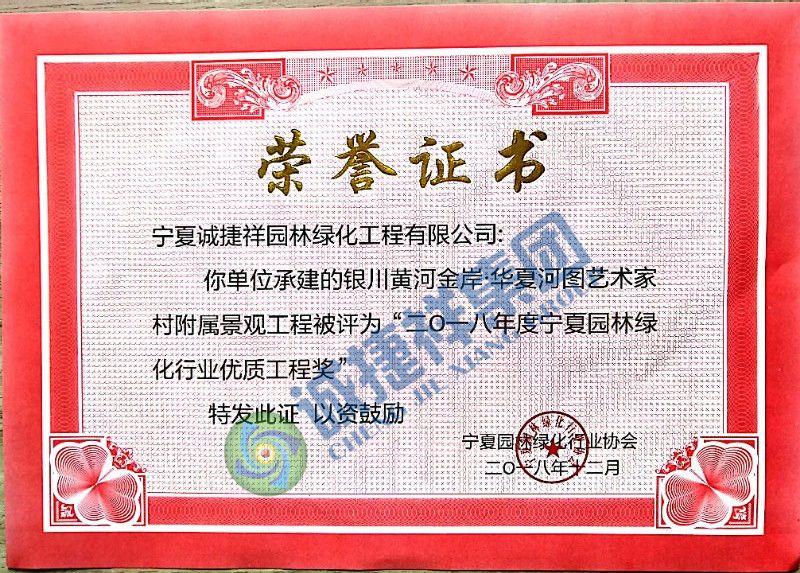 荣誉证书
宁夏诚捷祥园林绿化工程有限公司:
你单位承建的银川黄河金岸·华夏河图艺术家
村附属景观工程被评为“二〇一八年度宁夏园林绿
化行业优质工程奖”
特发此证 以资鼓励
宁夏园林绿化行业协会
二〇一八年十二月
诚捷祥集团
CHENG JIE XIANG